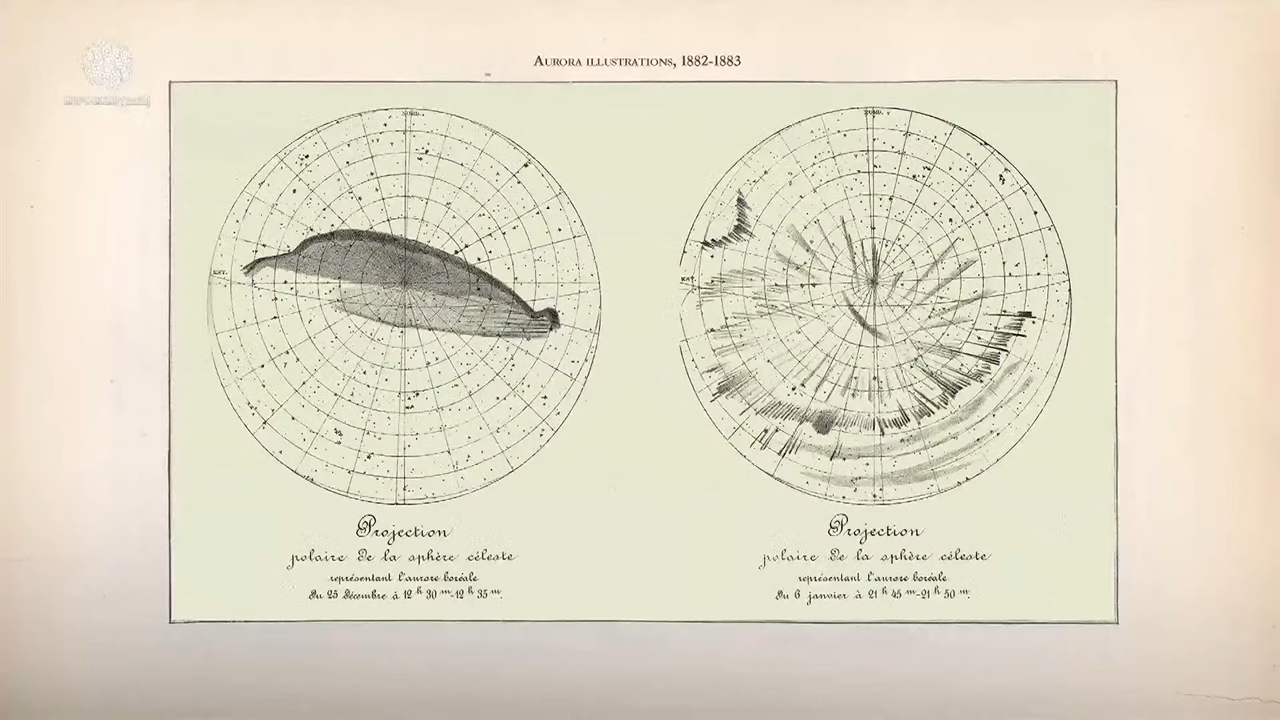 AURORA ILLUSTRATIONS, 1882-1883
NORD.
NORD.
EST.
EST.
Projection
polaire De la sphère céleste
représentant l'aurore boréale
Du 25 Décembre à 12 h 30 m-12 h 35 m.
Projection
polaire De la sphère céleste
représentant l'aurore boréale
Du 6 janvier à 21 h 45 m-21 h 50 m.